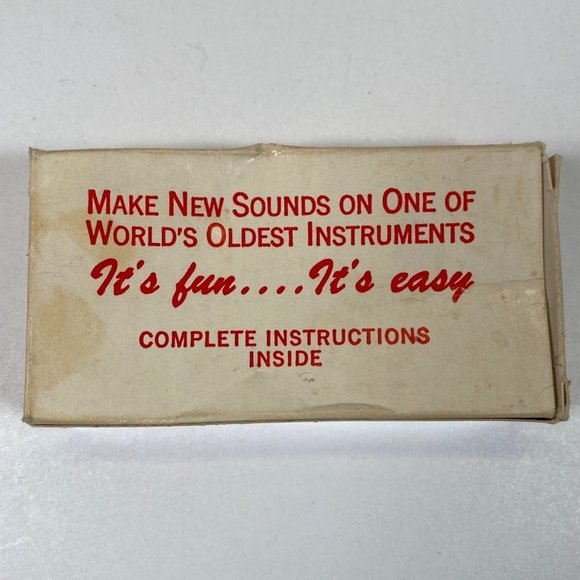 MAKE NEW SOUNDS ON ONE OF
WORLD'S OLDEST INSTRUMENTS
It's fun....It's easy
COMPLETE INSTRUCTIONS
INSIDE